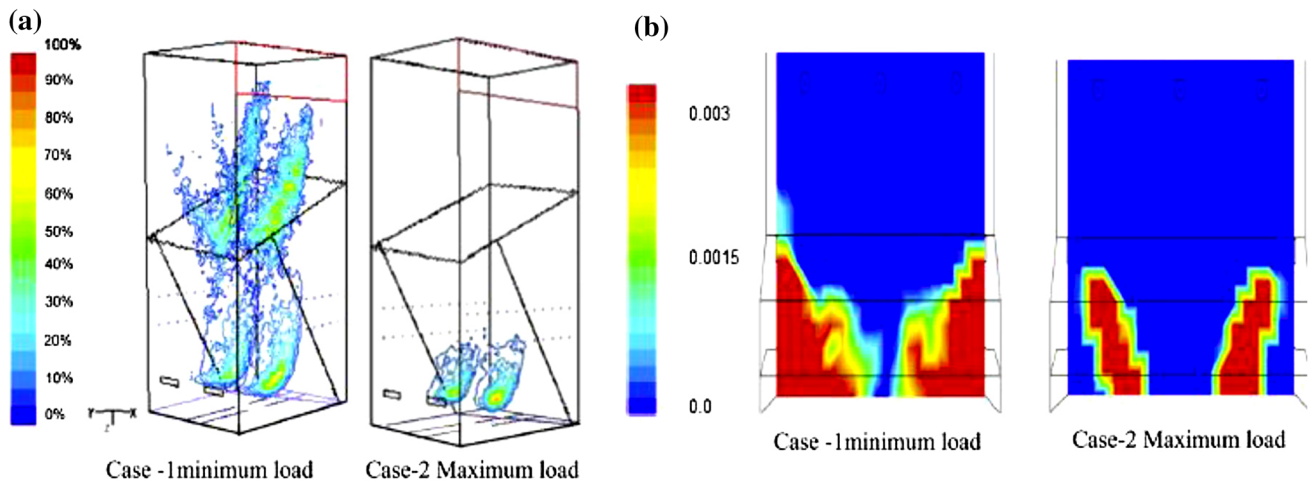 (a)
100%
90%
80%
70%
60%
50%
40%
30%
20%
10%
0%
Y X
Z
Case -1minimum load
Case-2 Maximum load
(b)
0.003
0.0015
0.0
Case -1minimum load
Case-2 Maximum load